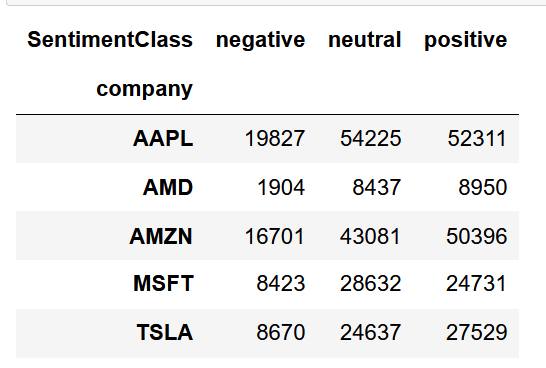 SentimentClass negative neutral positive
company
AAPL 19827 54225 52311
AMD 1904 8437 8950
AMZN 16701 43081 50396
MSFT 8423 28632 24731
TSLA 8670 24637 27529